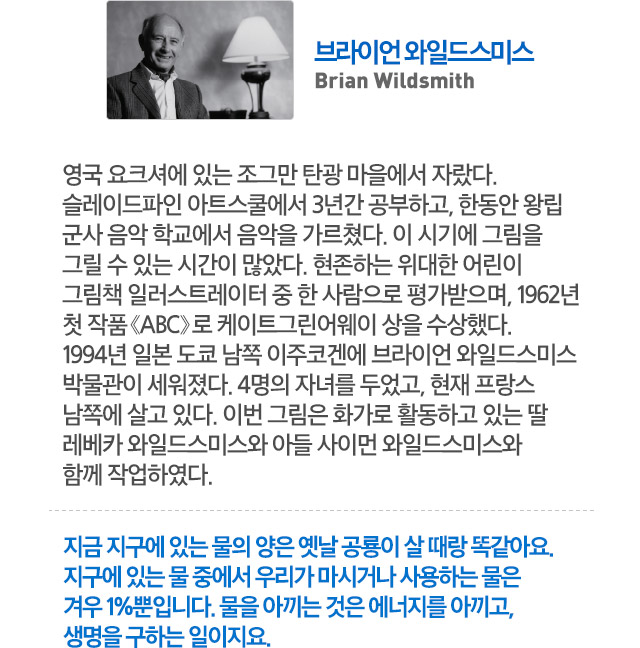 브라이언 와일드스미스
Brian Wildsmith
영국 요크셔에 있는 조그만 탄광 마을에서 자랐다.
슬레이드파인 아트스쿨에서 3년간 공부하고, 한동안 왕립
군사 음악 학교에서 음악을 가르쳤다. 이 시기에 그림을
그릴 수 있는 시간이 많았다. 현존하는 위대한 어린이
그림책 일러스트레이터 중 한 사람으로 평가받으며, 1962년
첫 작품《ABC》로 케이트그린어웨이 상을 수상했다.
1994년 일본 도쿄 남쪽 이주코겐에 브라이언 와일드스미스
박물관이 세워졌다. 4명의 자녀를 두었고, 현재 프랑스
남쪽에 살고 있다. 이번 그림은 화가로 활동하고 있는 딸
레베카 와일드스미스와 아들 사이먼 와일드스미스와
함께 작업하였다.
지금 지구에 있는 물의 양은 옛날 공룡이 살 때랑 똑같아요.
지구에 있는 물 중에서 우리가 마시거나 사용하는 물은
겨우 1%뿐입니다. 물을 아끼는 것은 에너지를 아끼고,
생명을 구하는 일이지요.